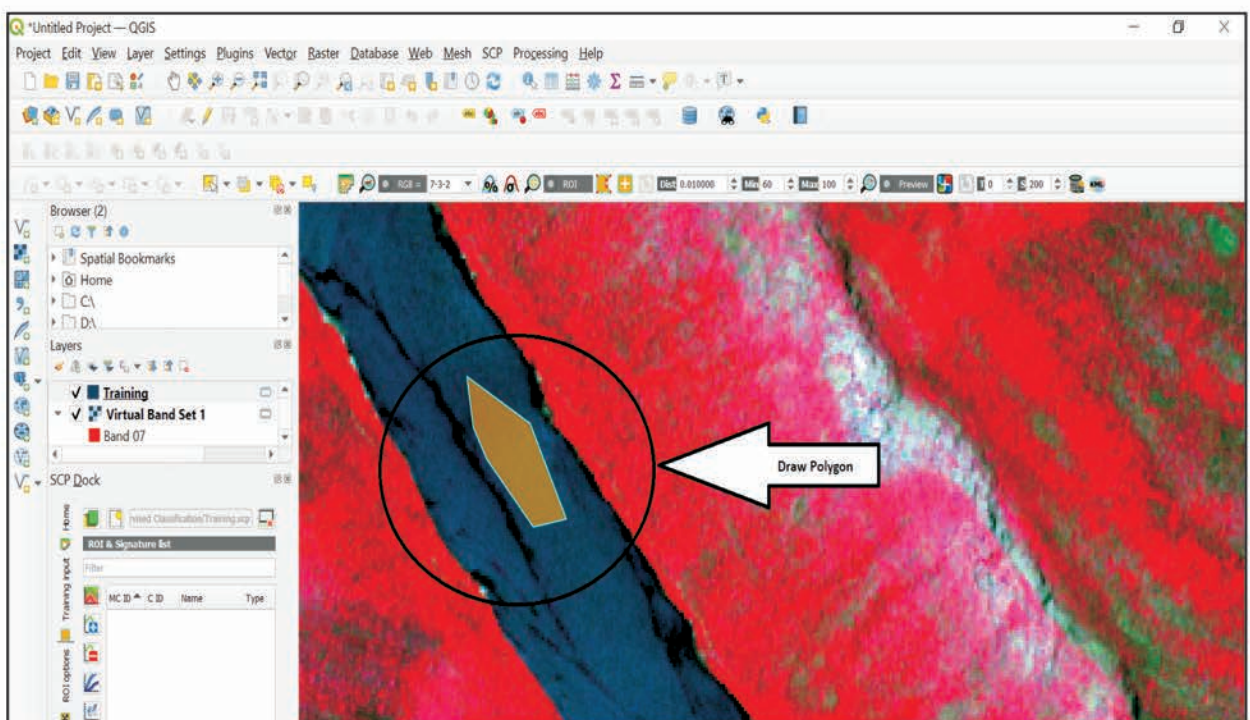 *Untitled Project — QGIS
Project Edit View Layer Settings Plugins Vector Raster Database Web Mesh SCP Processing Help
RGB = 7-3-2 ROI Dist 0.010000 Min 60 Max 100 Preview T 0 S 200
Browser (2)
Spatial Bookmarks
Home
C:\
D:\
Layers
Training
Virtual Band Set 1
Band 07
SCP Dock
Home
Training input
ROI options
Classification/Training.scp
ROI & Signature list
Filter
MC ID C ID Name Type
Draw Polygon